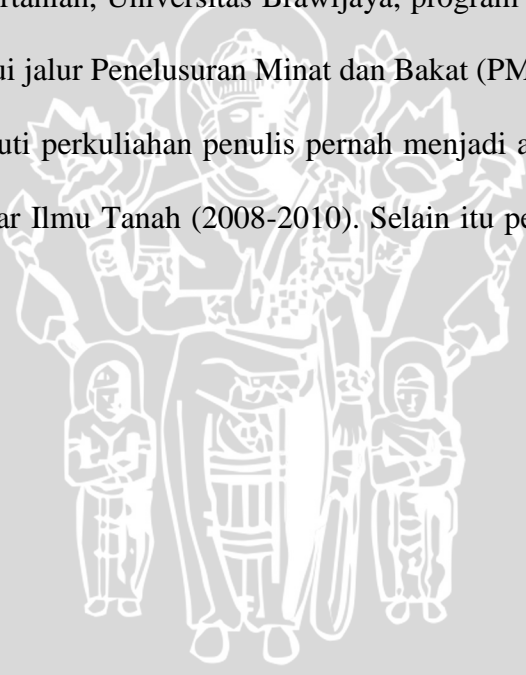 ertanian, Universitas Brawijaya, program
ui jalur Penelusuran Minat dan Bakat (PM
uti perkuliahan penulis pernah menjadi a
ar Ilmu Tanah (2008-2010). Selain itu pe